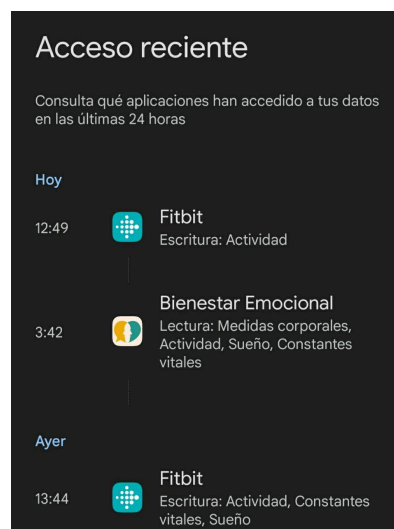 Acceso reciente
Consulta qué aplicaciones han accedido a tus datos
en las últimas 24 horas
Hoy
12:49
Fitbit
Escritura: Actividad
3:42
Bienestar Emocional
Lectura: Medidas corporales,
Actividad, Sueño, Constantes
vitales
Ayer
13:44
Fitbit
Escritura: Actividad, Constantes
vitales, Sueño